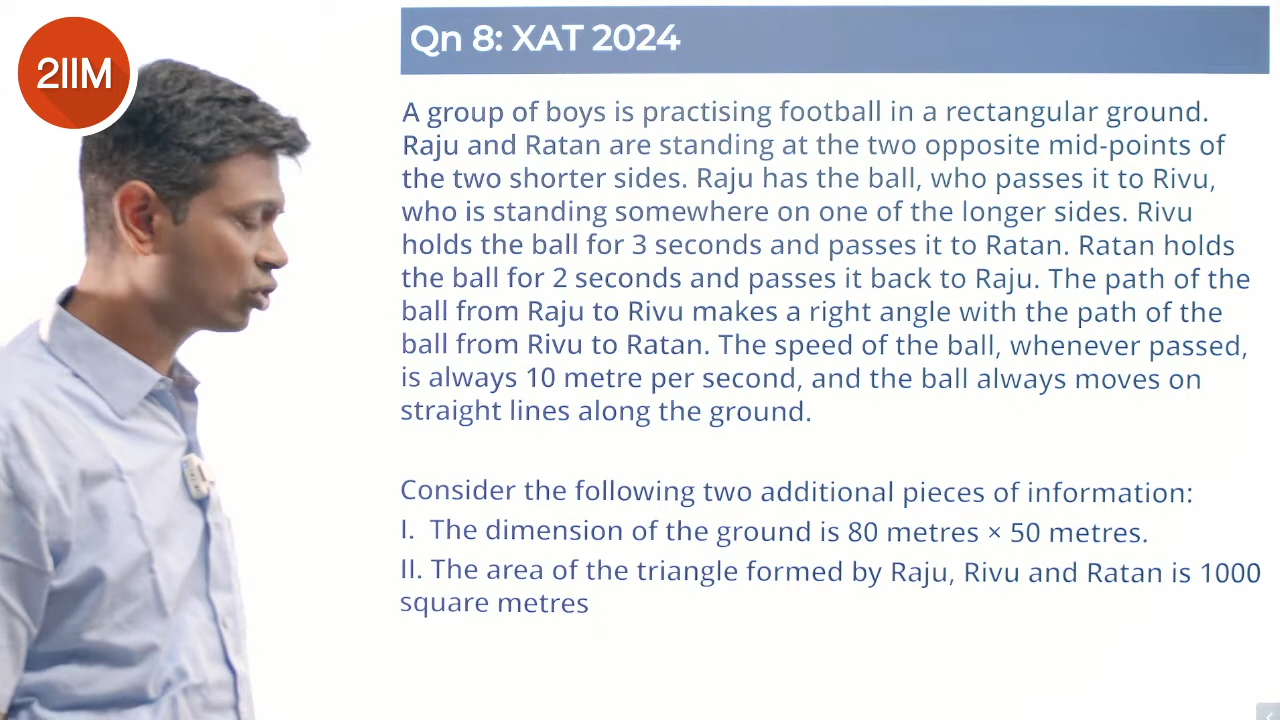 2IIM
Qn 8: XAT 2024
A group of boys is practising football in a rectangular ground.
Raju and Ratan are standing at the two opposite mid-points of
the two shorter sides. Raju has the ball, who passes it to Rivu,
who is standing somewhere on one of the longer sides. Rivu
holds the ball for 3 seconds and passes it to Ratan. Ratan holds
the ball for 2 seconds and passes it back to Raju. The path of the
ball from Raju to Rivu makes a right angle with the path of the
ball from Rivu to Ratan. The speed of the ball, whenever passed,
is always 10 metre per second, and the ball always moves on
straight lines along the ground.
Consider the following two additional pieces of information:
I. The dimension of the ground is 80 metres × 50 metres.
II. The area of the triangle formed by Raju, Rivu and Ratan is 1000
square metres